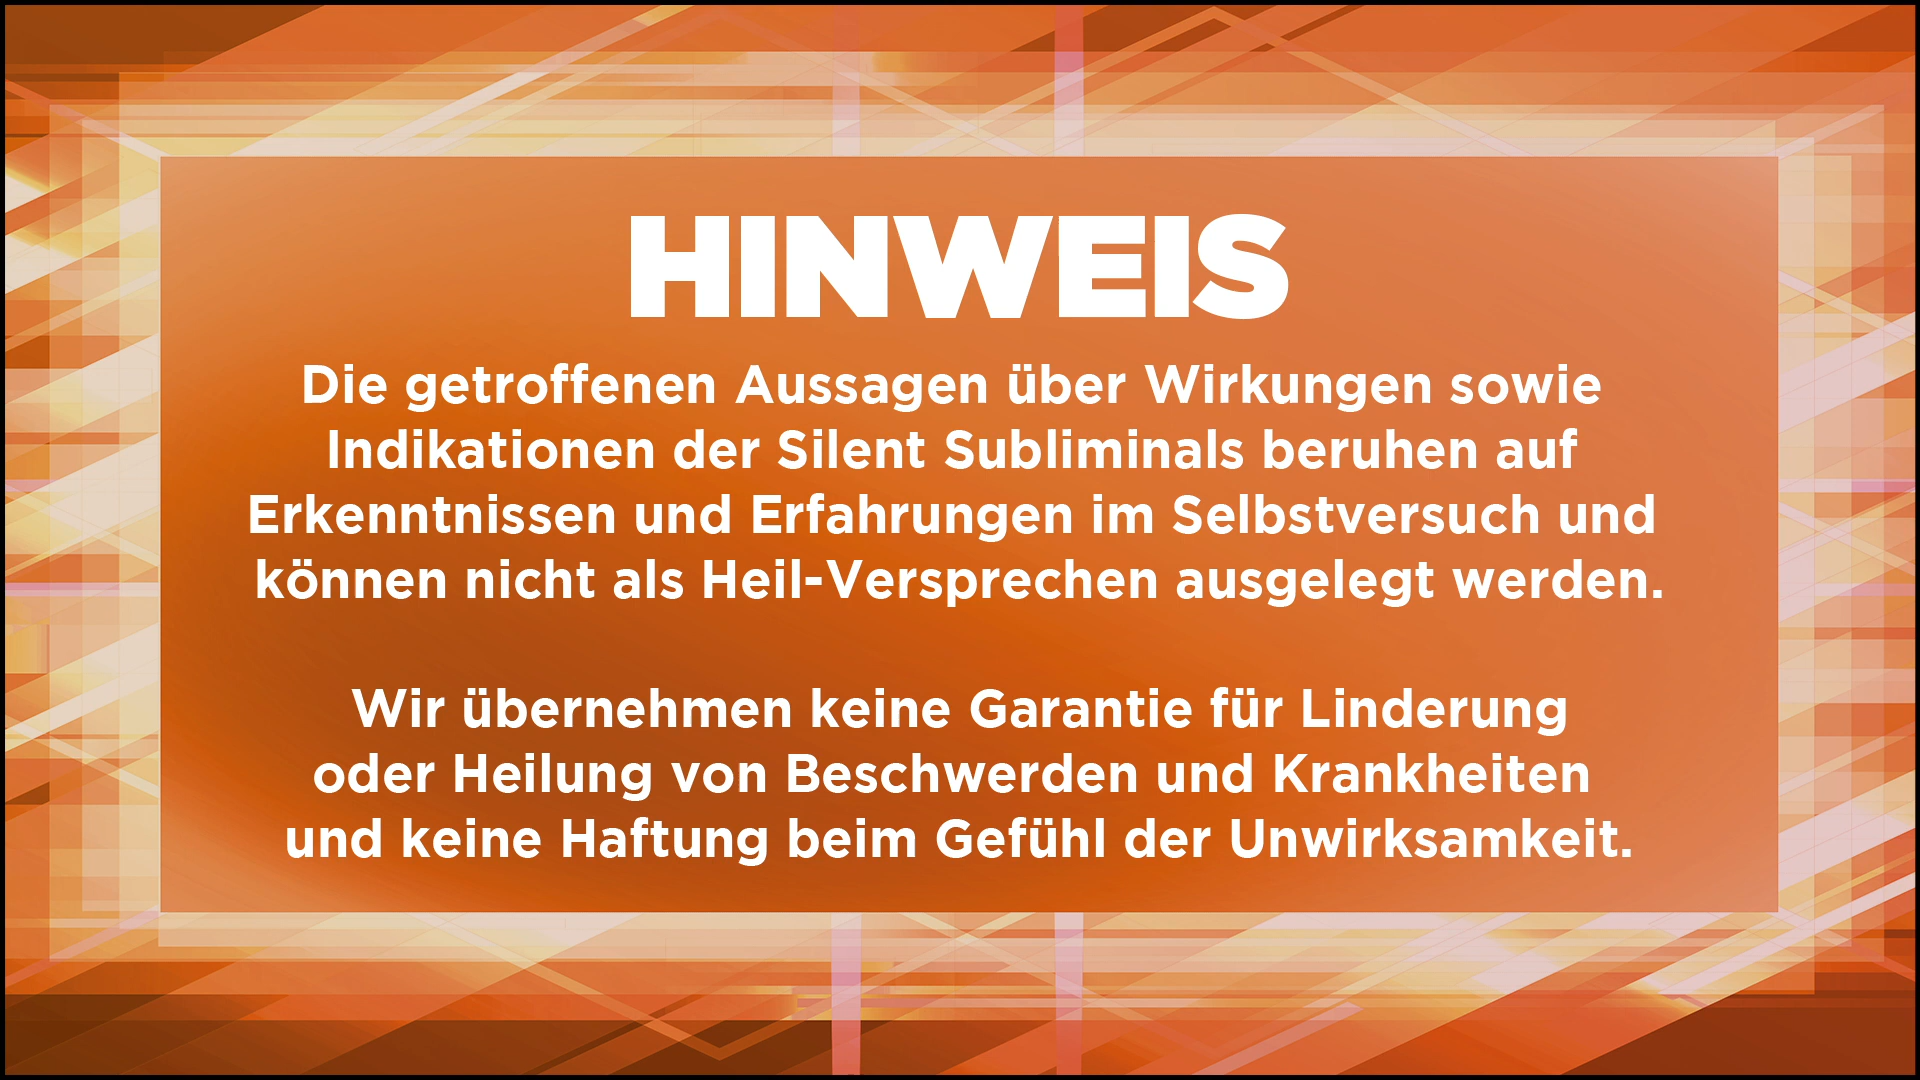 HINWEIS
Die getroffenen Aussagen über Wirkungen sowie
Indikationen der Silent Subliminals beruhen auf
Erkenntnissen und Erfahrungen im Selbstversuch und
können nicht als Heil-Versprechen ausgelegt werden.
Wir übernehmen keine Garantie für Linderung
oder Heilung von Beschwerden und Krankheiten
und keine Haftung beim Gefühl der Unwirksamkeit.